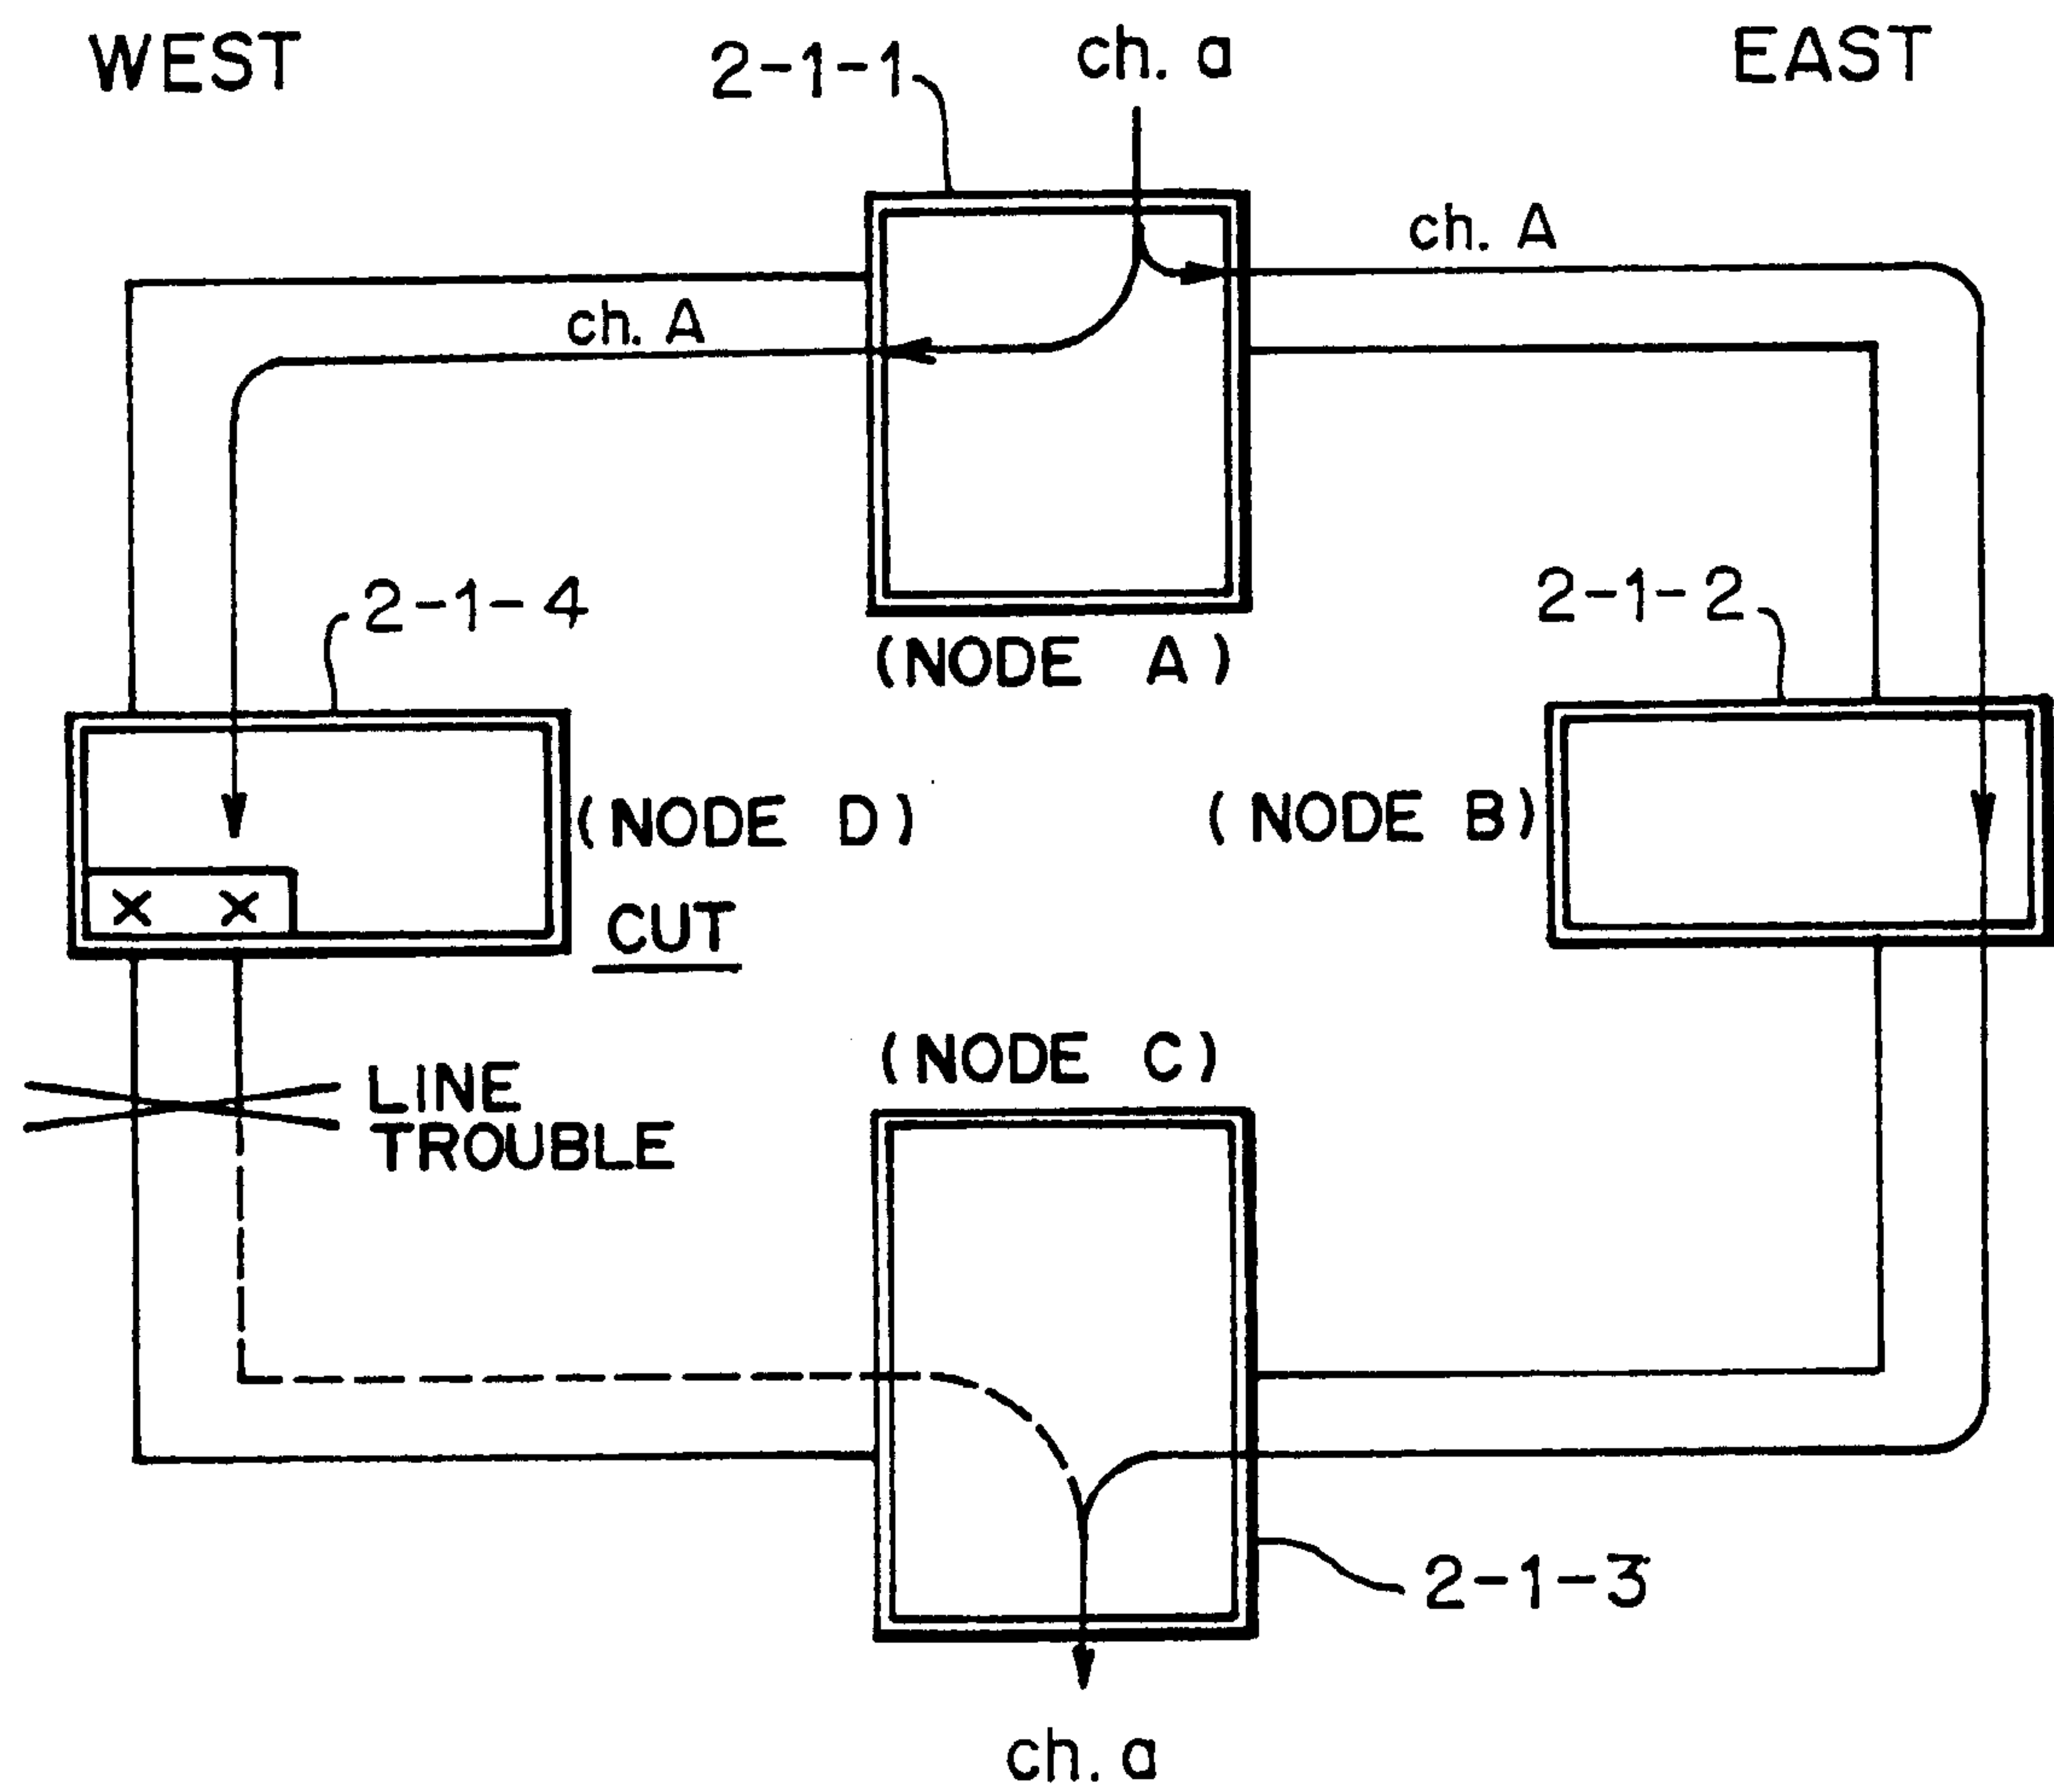 WEST
2-1-1
ch. a
EAST
ch. A
ch. A
2-1-4
(NODE A)
2-1-2
(NODE D)
(NODE B)
x x
CUT
(NODE C)
LINE
TROUBLE
2-1-3
ch. a